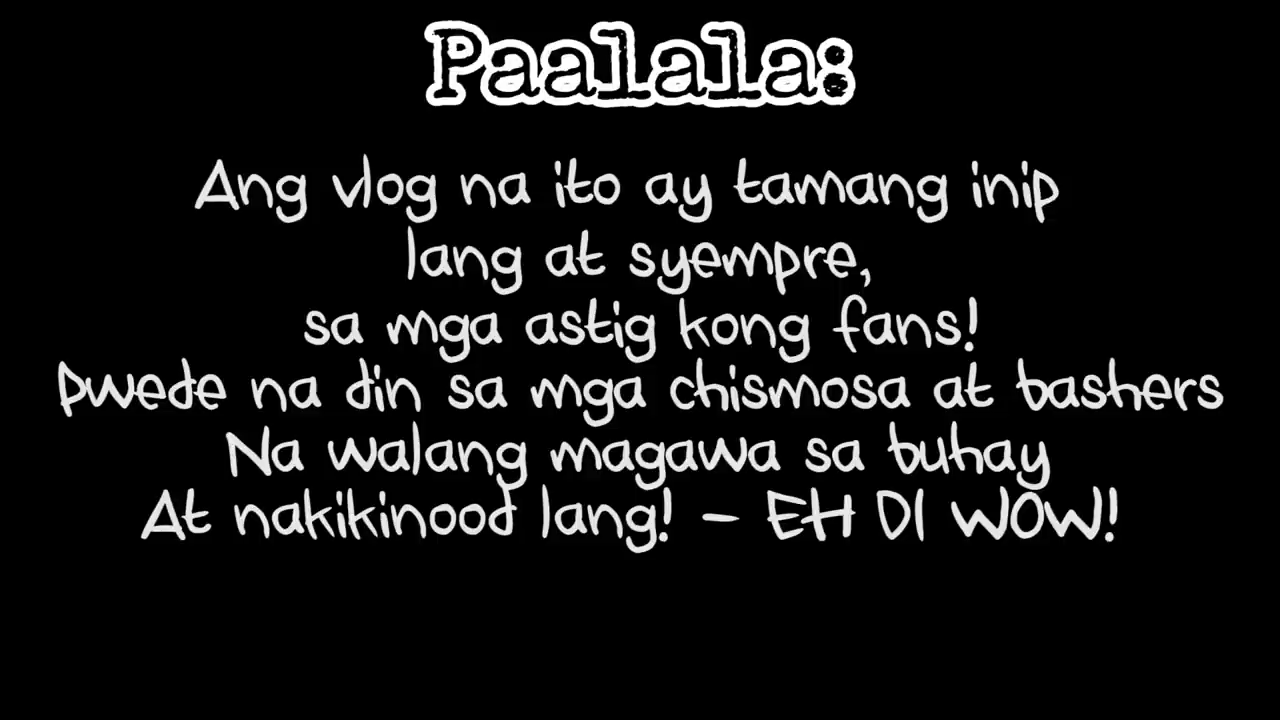 Paalala:
Ang vlog na ito ay tamang inip
lang at syempre,
sa mga astig kong fans!
Pwede na din sa mga chismosa at bashers
Na walang magawa sa buhay
At nakikinood lang! - EH DI WOW!